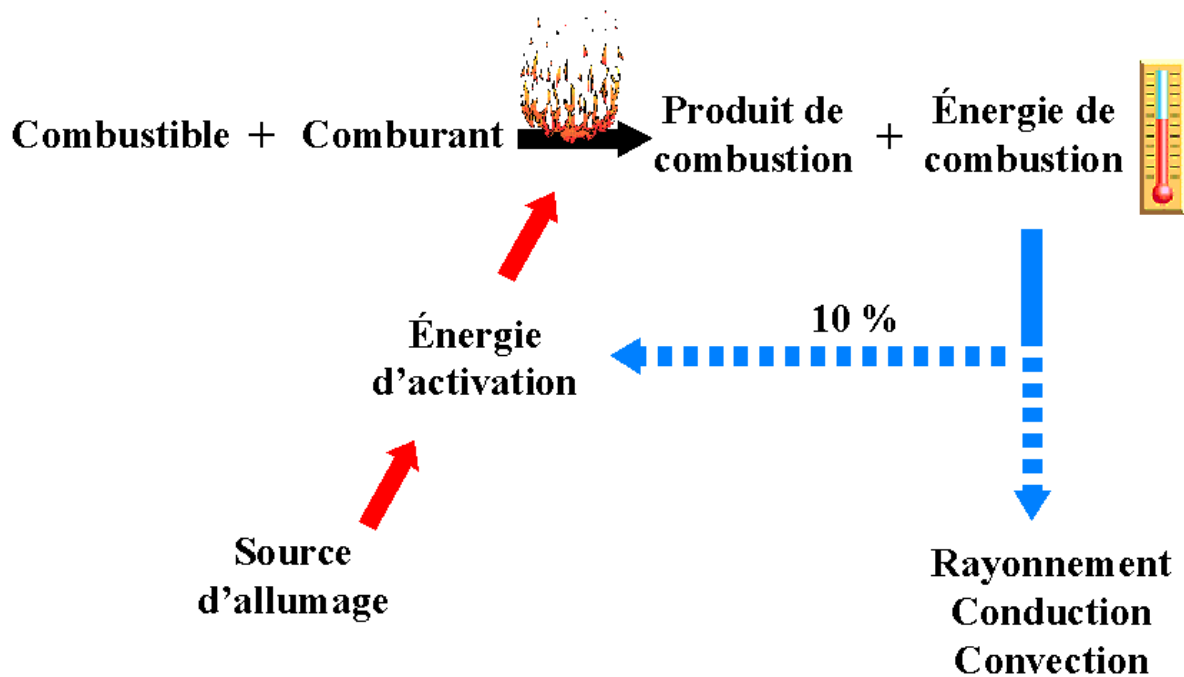 Combustible + Comburant
Produit de
combustion
+
Énergie de
combustion
10 %
Énergie
d’activation
Source
d’allumage
Rayonnement
Conduction
Convection